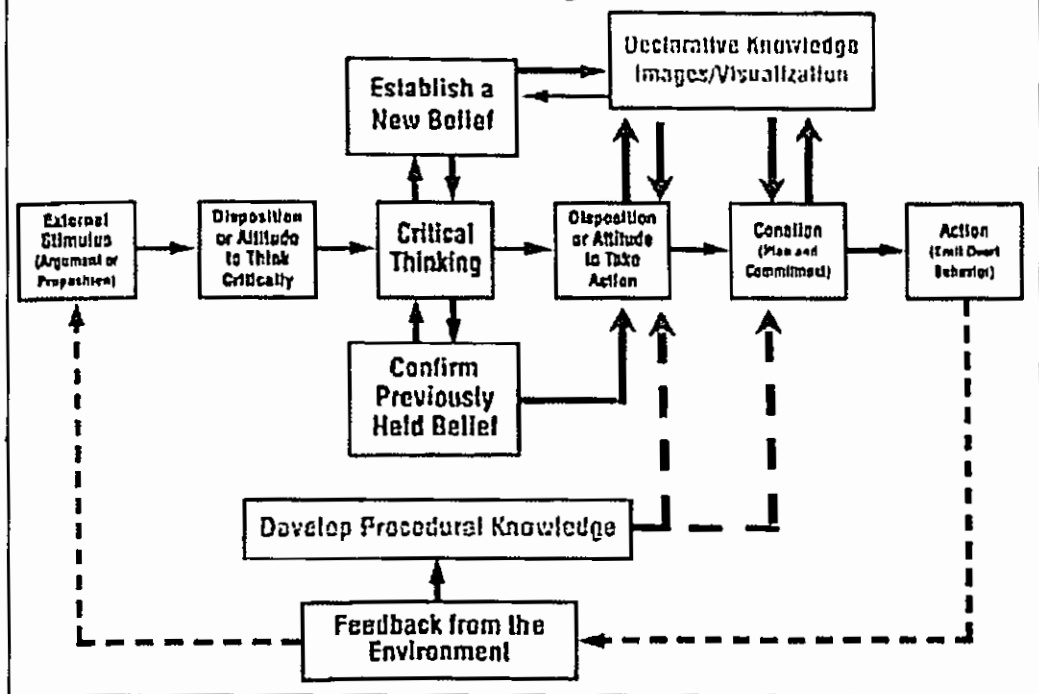 Declarative Knowledge
Images/Visualization
Establish a
New Belief
External
Stimulus
(Argument or
Proposition)
Disposition
or Attitude
to Think
Critically
Critical
Thinking
Disposition
or Attitude
to Take
Action
Conation
(Plan and
Commitment)
Action
(Emit Overt
Behavior)
Confirm
Previously
Held Belief
Develop Procedural Knowledge
Feedback from the
Environment